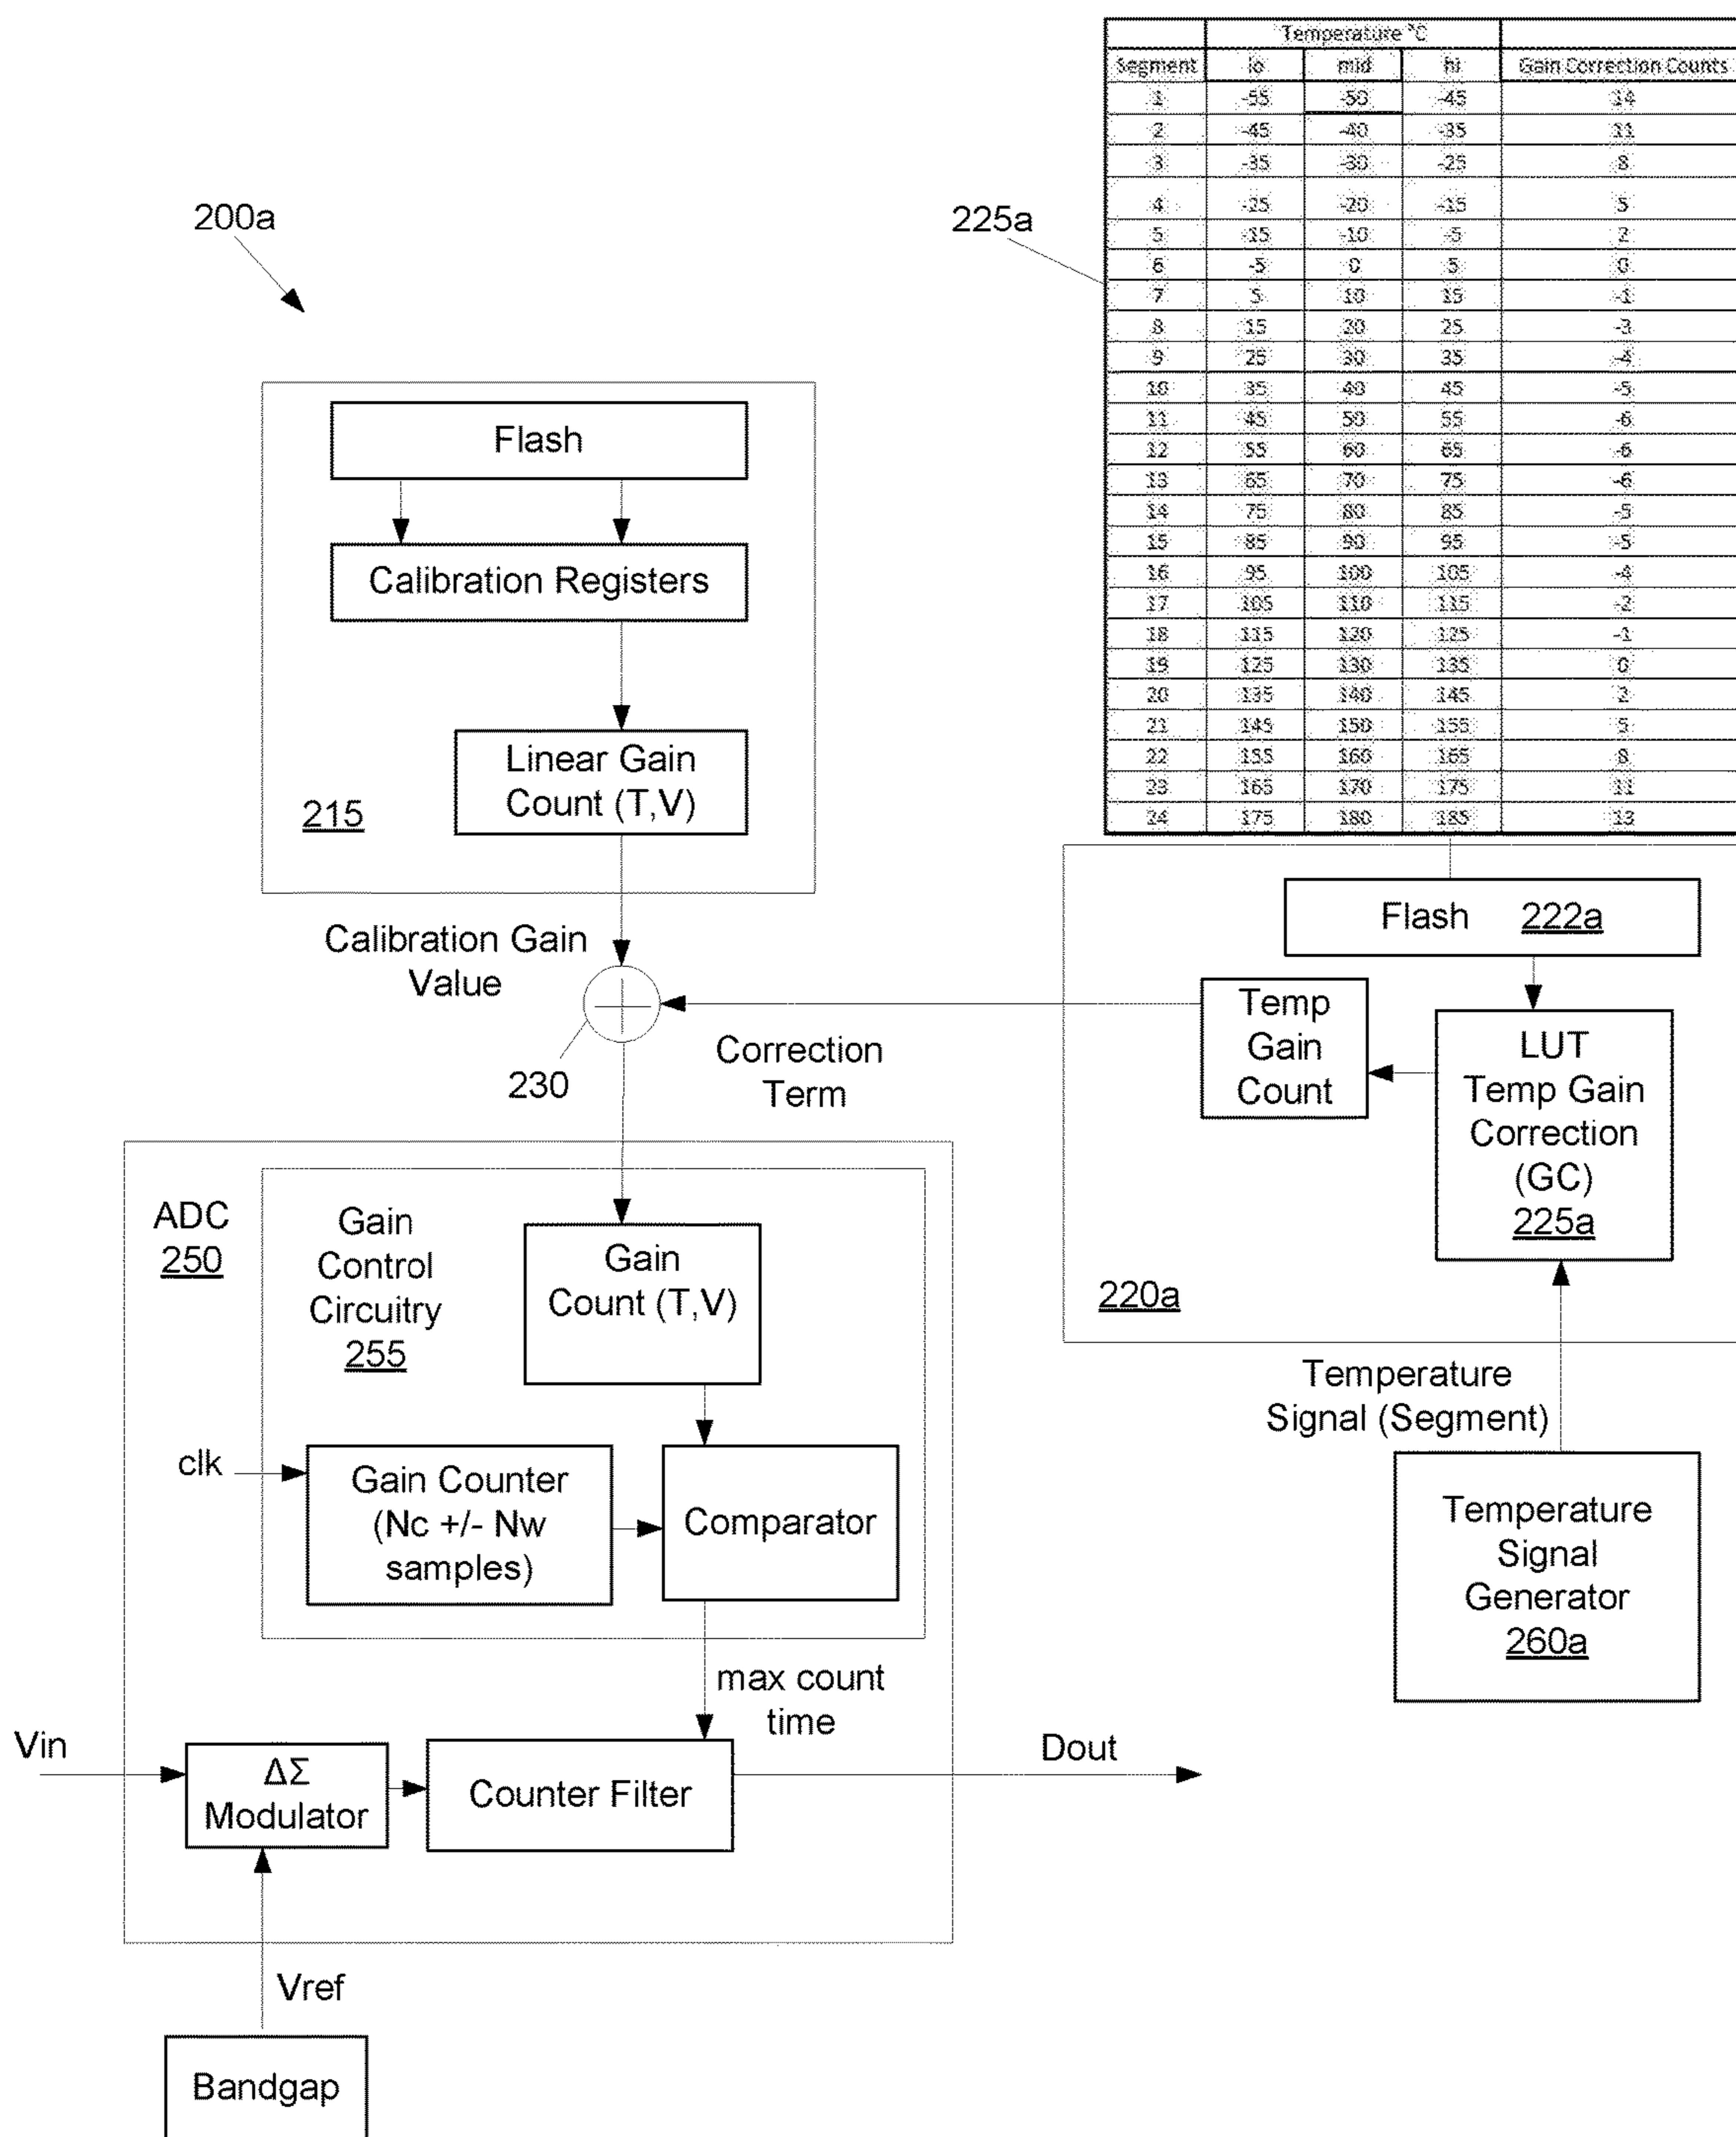 Temperature °C
Segment lo mid hi Gain Correction Counts
1 -55 -50 -45 14
2 -45 -40 -35 11
3 -35 -30 -25 8
4 -25 -20 -15 5
5 -15 -10 -5 2
6 -5 0 5 0
7 5 10 15 -1
8 15 20 25 -3
9 25 30 35 -4
10 35 40 45 -5
11 45 50 55 -6
12 55 60 65 -6
13 65 70 75 -6
14 75 80 85 -5
15 85 90 95 -5
16 95 100 105 -4
17 105 110 115 -2
18 115 120 125 -1
19 125 130 135 0
20 135 140 145 2
21 145 150 155 5
22 155 160 165 8
23 165 170 175 11
24 175 180 185 13
200a
225a
Flash
Calibration Registers
Linear Gain
Count (T,V)
215
Calibration Gain
Value
230
Correction
Term
Flash 222a
Temp
Gain
Count
LUT
Temp Gain
Correction
(GC)
225a
220a
Temperature
Signal (Segment)
Temperature
Signal
Generator
260a
ADC
250
Gain
Control
Circuitry
255
Gain
Count (T,V)
clk
Gain Counter
(Nc +/- Nw
samples)
Comparator
max count
time
Vin
ΔΣ
Modulator
Counter Filter
Dout
Vref
Bandgap